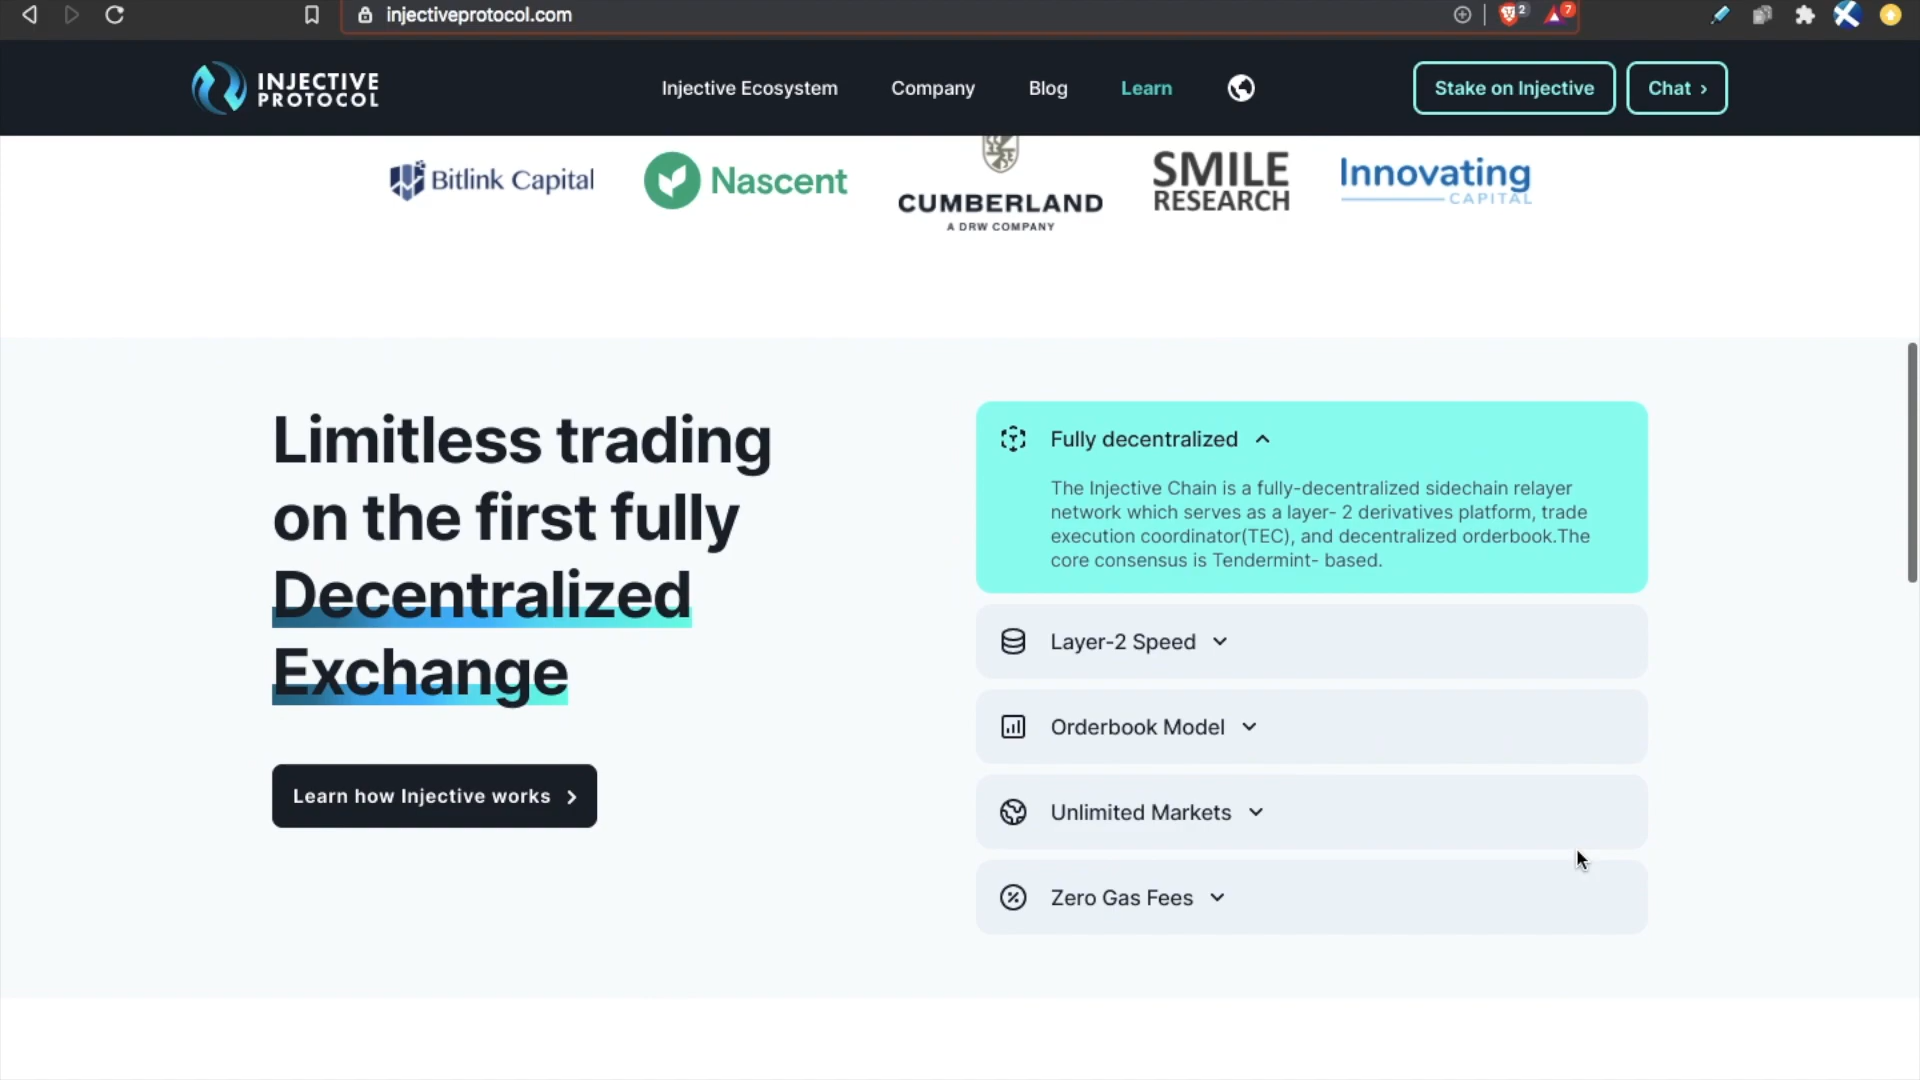 injectiveprotocol.com
2
7
INJECTIVE
PROTOCOL
Injective Ecosystem
Company
Blog
Learn
Stake on Injective
Chat ›
Bitlink Capital
Nascent
CUMBERLAND
A DRW COMPANY
SMILE
RESEARCH
Innovating
CAPITAL
Limitless trading
on the first fully
Decentralized
Exchange
Learn how Injective works
Fully decentralized
The Injective Chain is a fully-decentralized sidechain relayer
network which serves as a layer- 2 derivatives platform, trade
execution coordinator(TEC), and decentralized orderbook.The
core consensus is Tendermint- based.
Layer-2 Speed
Orderbook Model
Unlimited Markets
Zero Gas Fees